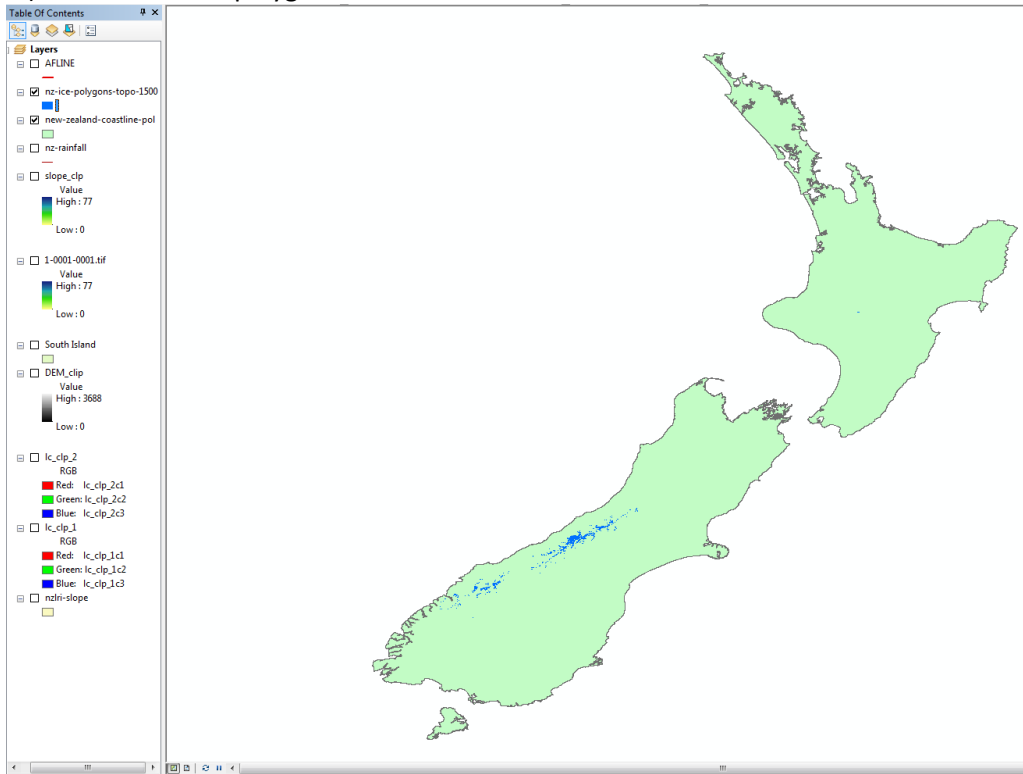 Table Of Contents
Layers
AFLINE
nz-ice-polygons-topo-1500
new-zealand-coastline-pol
nz-rainfall
slope_clp
Value
High : 77
Low : 0
1-0001-0001.tif
Value
High : 77
Low : 0
South Island
DEM_clip
Value
High : 3688
Low : 0
lc_clp_2
RGB
Red: lc_clp_2c1
Green: lc_clp_2c2
Blue: lc_clp_2c3
lc_clp_1
RGB
Red: lc_clp_1c1
Green: lc_clp_1c2
Blue: lc_clp_1c3
nzlri-slope